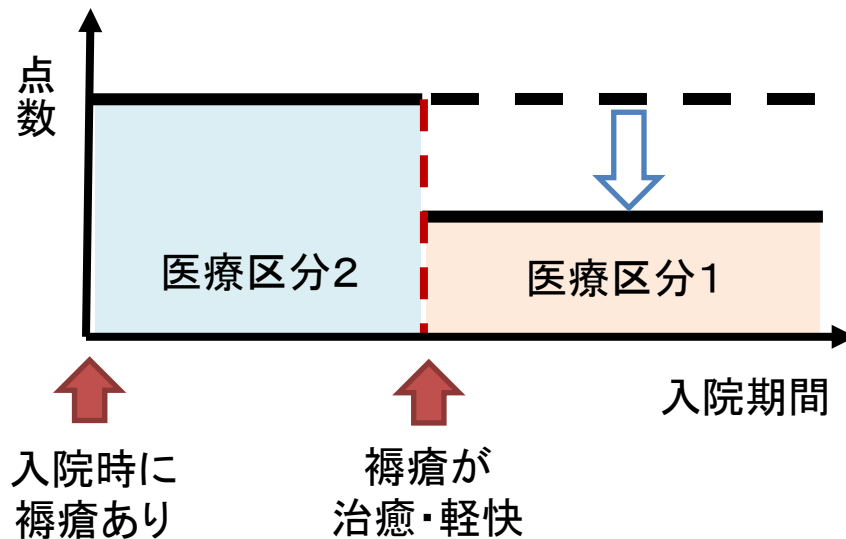 点数
医療区分２
医療区分１
入院期間
入院時に
褥瘡あり
褥瘡が
治癒・軽快